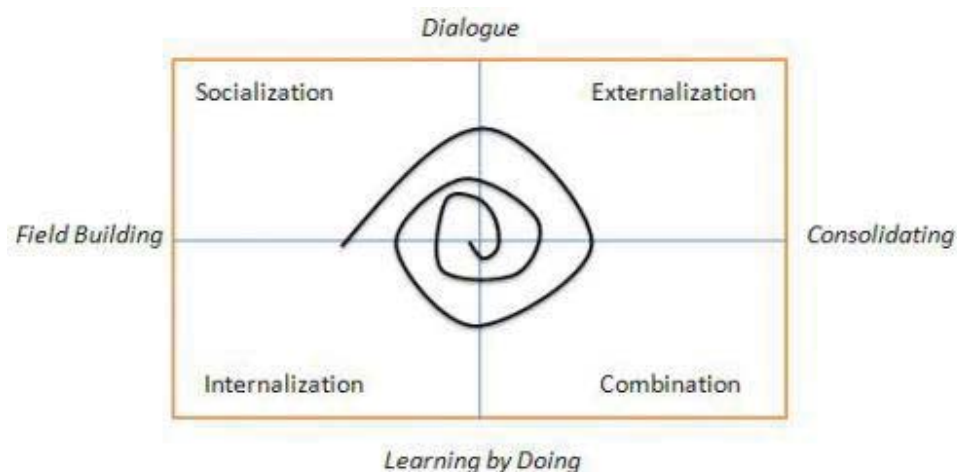 Dialogue
Socialization
Externalization
Field Building
Consolidating
Internalization
Combination
Learning by Doing